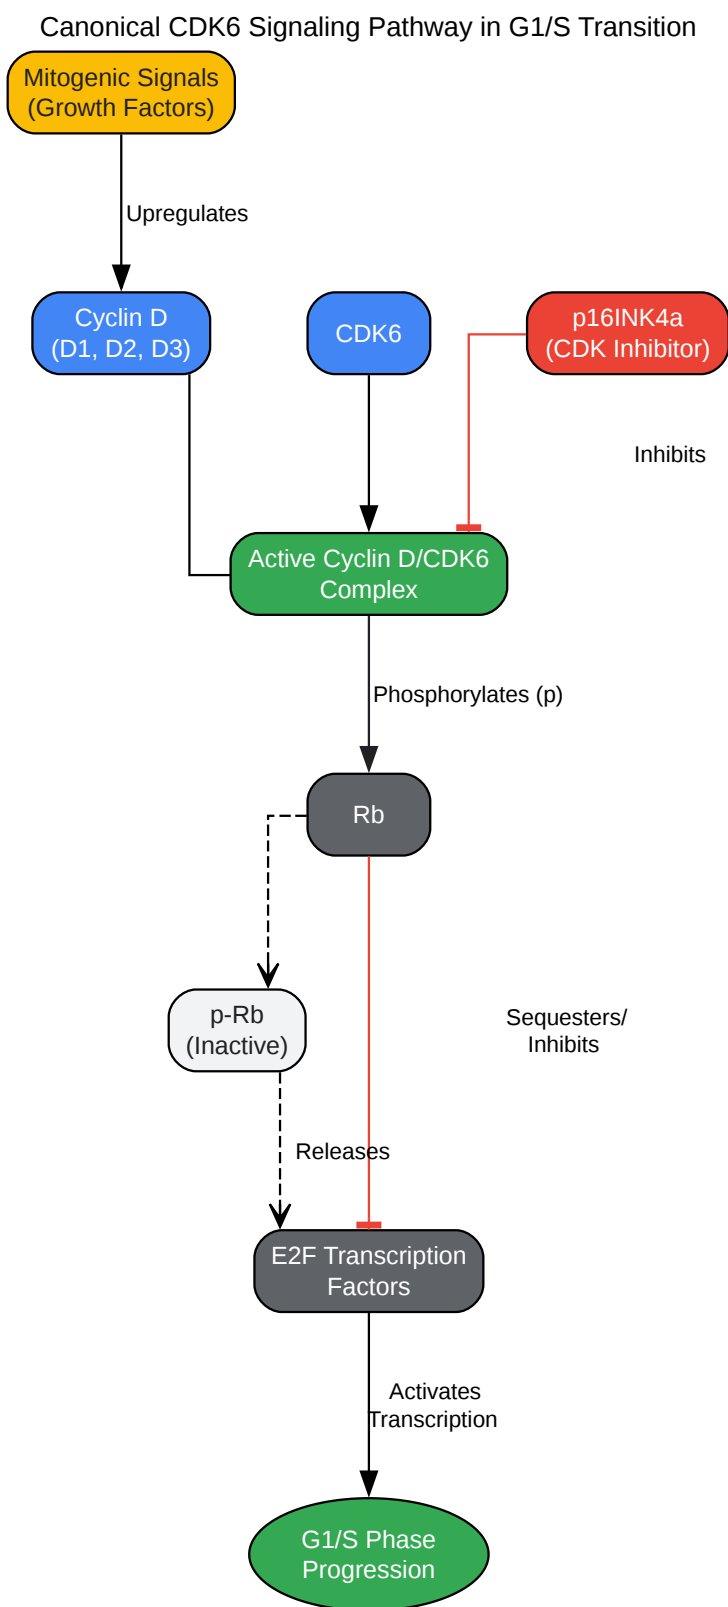 Canonical CDK6 Signaling Pathway in G1/S Transition
Mitogenic Signals
(Growth Factors)
Upregulates
Cyclin D
(D1, D2, D3)
CDK6
p16INK4a
(CDK Inhibitor)
Inhibits
Active Cyclin D/CDK6
Complex
Phosphorylates (p)
Rb
p-Rb
(Inactive)
Sequesters/
Inhibits
Releases
E2F Transcription
Factors
Activates
Transcription
G1/S Phase
Progression